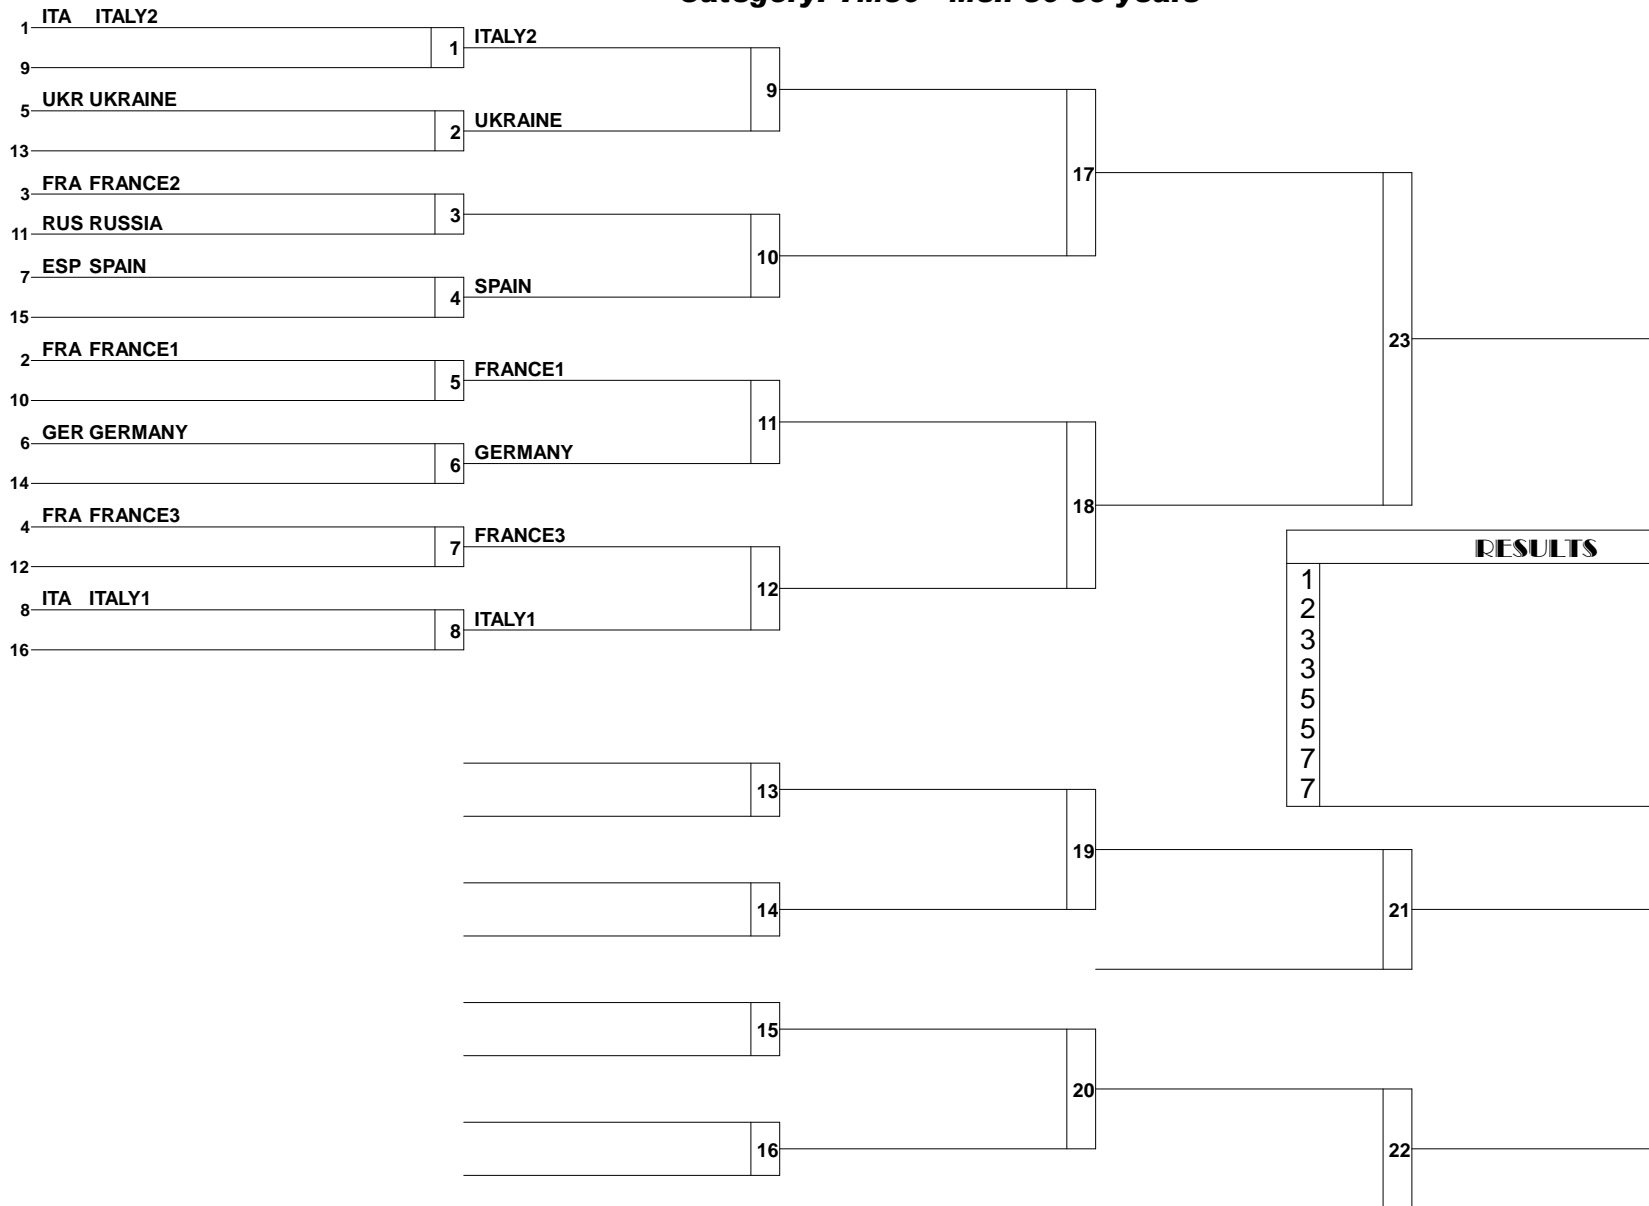 Category: Men years
1 ITA ITALY2
1 ITALY2
9
9
5 UKR UKRAINE
2 UKRAINE
13
17
3 FRA FRANCE2
3
11 RUS RUSSIA
10
7 ESP SPAIN
4 SPAIN
15
23
2 FRA FRANCE1
5 FRANCE1
10
11
6 GER GERMANY
6 GERMANY
14
18
4 FRA FRANCE3
7 FRANCE3
12
12
8 ITA ITALY1
8 ITALY1
16
RESULTS
1
2
3
3
5
5
7
7
13
19
14
21
15
20
16
22